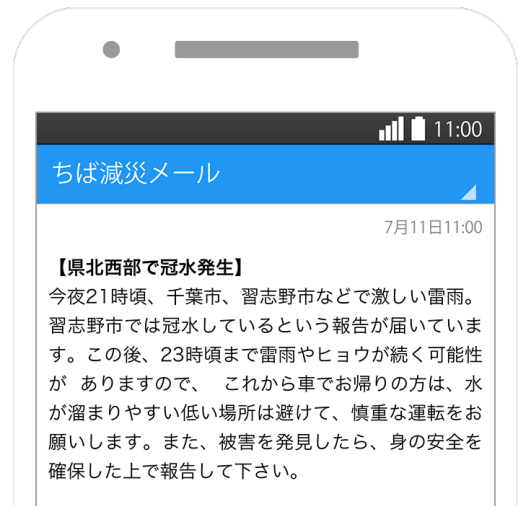 11:00
ちば減災メール
7月11日11:00
【県北西部で冠水発生】
今夜21時頃、千葉市、習志野市などで激しい雷雨。
習志野市では冠水しているという報告が届いていま
す。この後、23時頃まで雷雨やヒョウが続く可能性
が ありますので、 これから車でお帰りの方は、水
が溜まりやすい低い場所は避けて、慎重な運転をお
願いします。また、被害を発見したら、身の安全を
確保した上で報告して下さい。